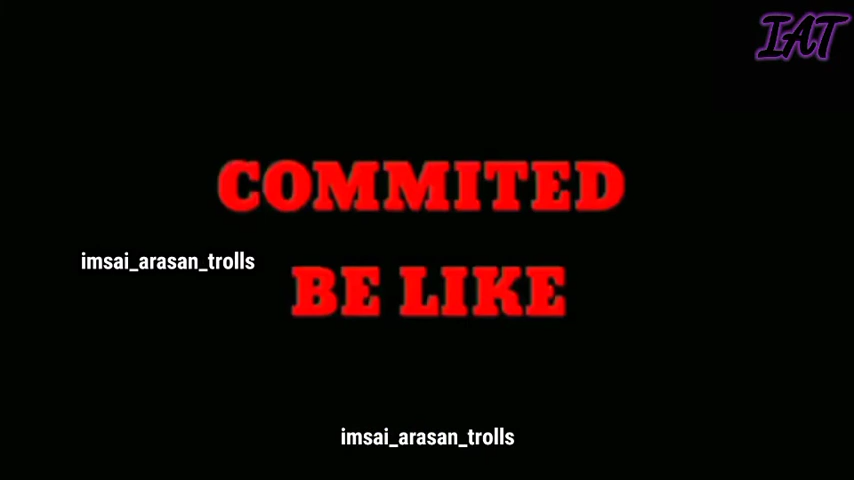 IAT
COMMITED
imsai_arasan_trolls
BE LIKE
imsai_arasan_trolls